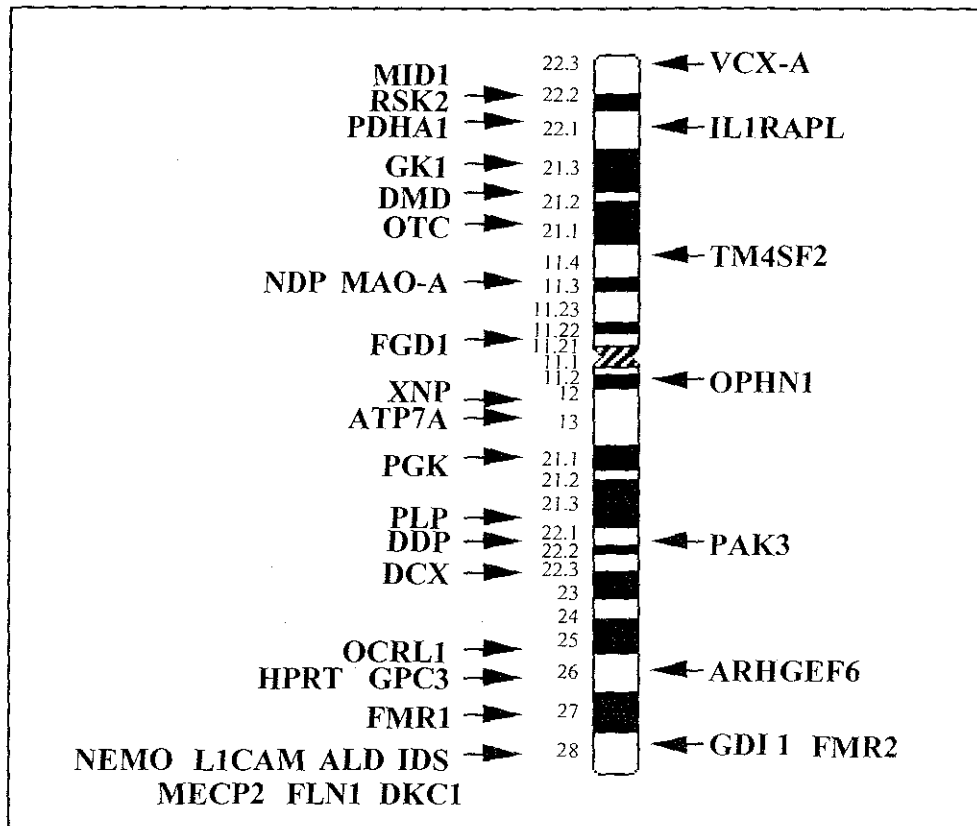 22.3 VCX-A
MID1
RSK2 22.2
PDHA1 22.1 IL1RAPL
GK1 21.3
DMD 21.2
OTC 21.1
11.4 TM4SF2
NDP MAO-A 11.3
11.23
11.22
FGD1 11.21
11.1
11.2 OPHN1
XNP 12
ATP7A 13
PGK 21.1
21.2
21.3
PLP
22.1
DDP 22.2 PAK3
DCX 22.3
23
24
25
OCRL1
HPRT GPC3 26 ARHGEF6
FMR1 27
NEMO L1CAM ALD IDS 28 GDI 1 FMR2
MECP2 FLN1 DKC1